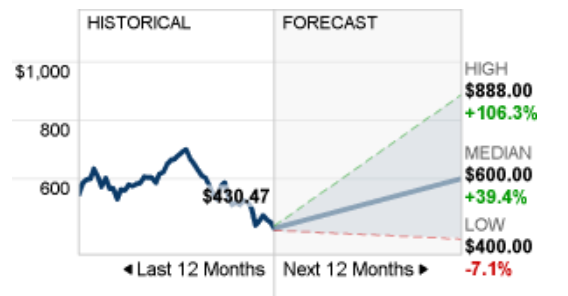 HISTORICAL
FORECAST
$1,000
800
600
$430.47
HIGH
$888.00
+106.3%
MEDIAN
$600.00
+39.4%
LOW
$400.00
-7.1%
◄ Last 12 Months
Next 12 Months ►